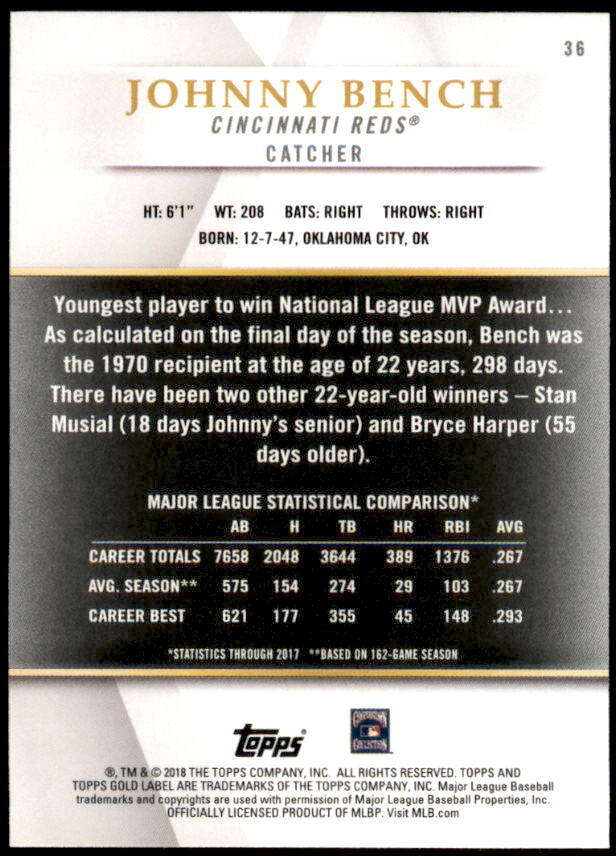 36
JOHNNY BENCH
CINCINNATI REDS®
CATCHER
HT: 6'1" WT: 208 BATS: RIGHT THROWS: RIGHT
BORN: 12-7-47, OKLAHOMA CITY, OK
Youngest player to win National League MVP Award...
As calculated on the final day of the season, Bench was
the 1970 recipient at the age of 22 years, 298 days.
There have been two other 22-year-old winners – Stan
Musial (18 days Johnny's senior) and Bryce Harper (55
days older).
MAJOR LEAGUE STATISTICAL COMPARISON*
AB H TB HR RBI AVG
CAREER TOTALS 7658 2048 3644 389 1376 .267
AVG. SEASON** 575 154 274 29 103 .267
CAREER BEST 621 177 355 45 148 .293
*STATISTICS THROUGH 2017 **BASED ON 162-GAME SEASON
Topps®
COOPERSTOWN
COLLECTION
®, TM & © 2018 THE TOPPS COMPANY, INC. ALL RIGHTS RESERVED. TOPPS AND
TOPPS GOLD LABEL ARE TRADEMARKS OF THE TOPPS COMPANY, INC. Major League Baseball
trademarks and copyrights are used with permission of Major League Baseball Properties, Inc.
OFFICIALLY LICENSED PRODUCT OF MLBP. Visit MLB.com